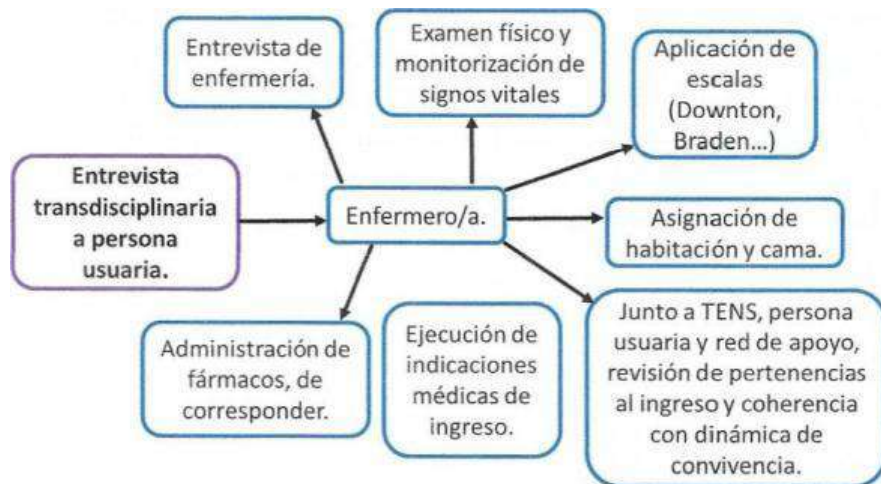 Entrevista de
enfermería.
Examen físico y
monitorización de
signos vitales
Aplicación de
escalas
(Downton,
Braden...)
Entrevista
transdisciplinaria
a persona
usuaria.
Enfermero/a.
Asignación de
habitación y cama.
Administración de
fármacos, de
corresponder.
Ejecución de
indicaciones
médicas de
ingreso.
Junto a TENS, persona
usuaria y red de apoyo,
revisión de pertenencias
al ingreso y coherencia
con dinámica de
convivencia.